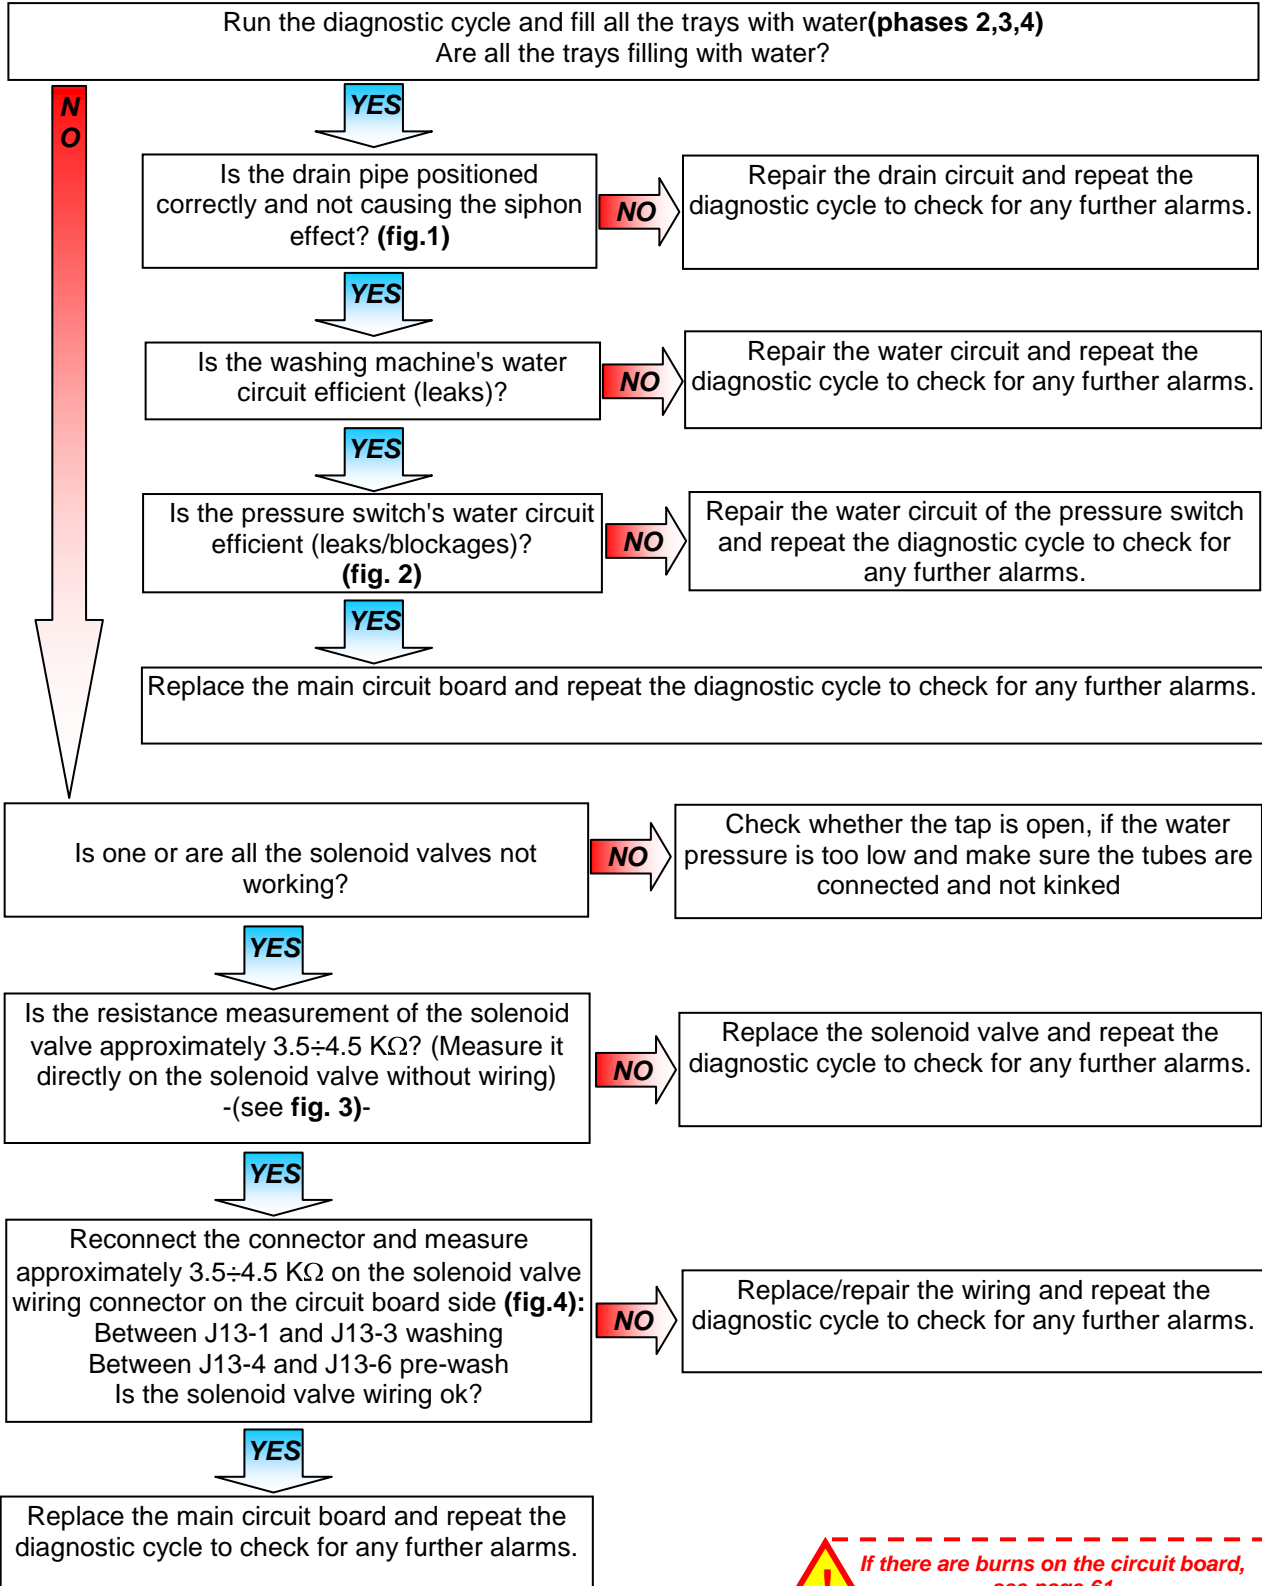 Run the diagnostic cycle and fill all the trays with water(phases 2,3,4)
Are all the trays filling with water?
N
O
YES
Is the drain pipe positioned
correctly and not causing the siphon
effect? (fig.1)
NO
Repair the drain circuit and repeat the
diagnostic cycle to check for any further alarms.
YES
Is the washing machine's water
circuit efficient (leaks)?
NO
Repair the water circuit and repeat the
diagnostic cycle to check for any further alarms.
YES
Is the pressure switch's water circuit
efficient (leaks/blockages)?
(fig. 2)
NO
Repair the water circuit of the pressure switch
and repeat the diagnostic cycle to check for
any further alarms.
YES
Replace the main circuit board and repeat the diagnostic cycle to check for any further alarms.
Is one or are all the solenoid valves not
working?
NO
Check whether the tap is open, if the water
pressure is too low and make sure the tubes are
connected and not kinked
YES
Is the resistance measurement of the solenoid
valve approximately 3.5÷4.5 KΩ? (Measure it
directly on the solenoid valve without wiring)
-(see fig. 3)-
NO
Replace the solenoid valve and repeat the
diagnostic cycle to check for any further alarms.
YES
Reconnect the connector and measure
approximately 3.5÷4.5 KΩ on the solenoid valve
wiring connector on the circuit board side (fig.4):
Between J13-1 and J13-3 washing
Between J13-4 and J13-6 pre-wash
Is the solenoid valve wiring ok?
NO
Replace/repair the wiring and repeat the
diagnostic cycle to check for any further alarms.
YES
Replace the main circuit board and repeat the
diagnostic cycle to check for any further alarms.
!
If there are burns on the circuit board,
see page 61